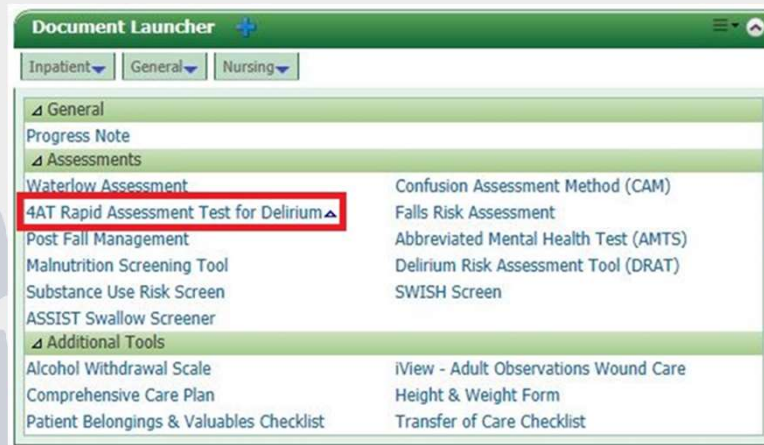 Document Launcher
Inpatient General Nursing
General
Progress Note
Assessments
Waterlow Assessment Confusion Assessment Method (CAM)
4AT Rapid Assessment Test for Delirium Falls Risk Assessment
Post Fall Management Abbreviated Mental Health Test (AMTS)
Malnutrition Screening Tool Delirium Risk Assessment Tool (DRAT)
Substance Use Risk Screen SWISH Screen
ASSIST Swallow Screener
Additional Tools
Alcohol Withdrawal Scale iView - Adult Observations Wound Care
Comprehensive Care Plan Height & Weight Form
Patient Belongings & Valuables Checklist Transfer of Care Checklist